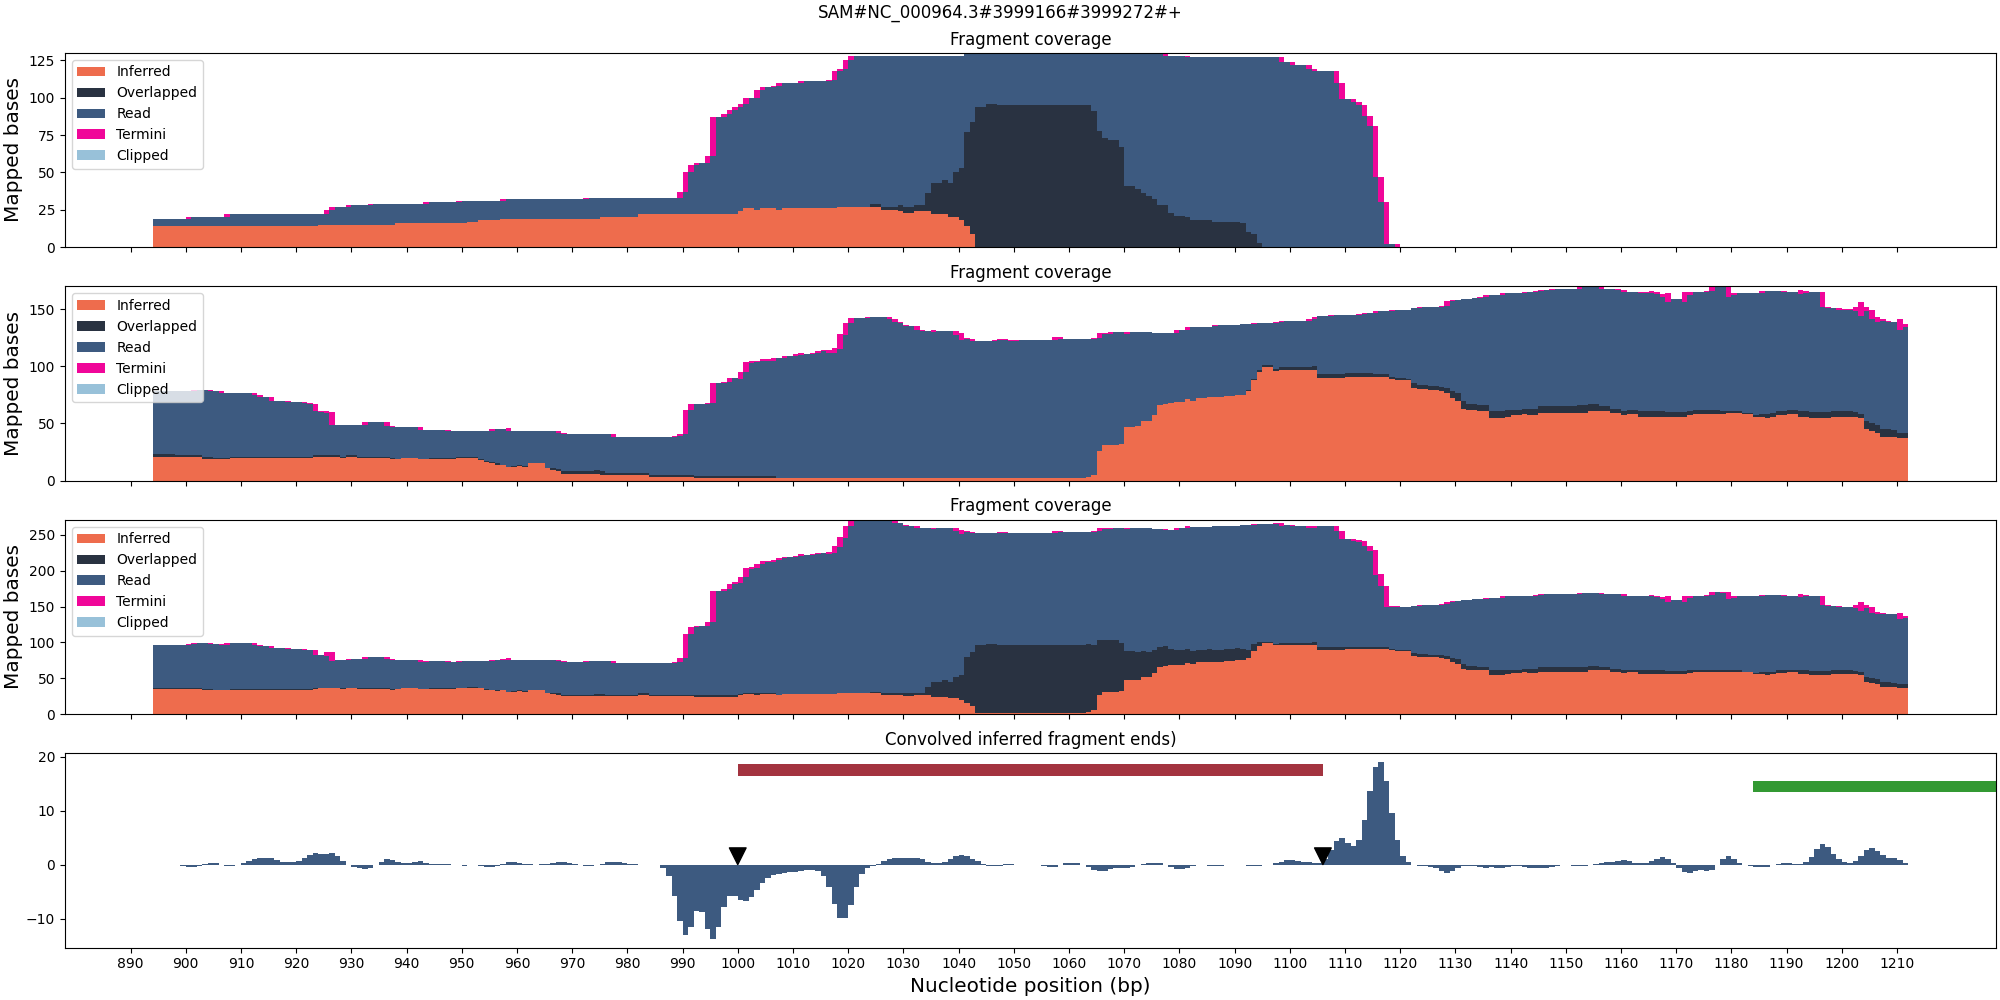 SAM#NC_000964.3#3999166#3999272#+
Fragment coverage
Mapped bases
125
100
75
50
25
0
Inferred
Overlapped
Read
Termini
Clipped
Fragment coverage
Mapped bases
150
100
50
0
Inferred
Overlapped
Read
Termini
Clipped
Fragment coverage
Mapped bases
250
200
150
100
50
0
Inferred
Overlapped
Read
Termini
Clipped
Convolved inferred fragment ends)
20
10
0
−10
890 900 910 920 930 940 950 960 970 980 990 1000 1010 1020 1030 1040 1050 1060 1070 1080 1090 1100 1110 1120 1130 1140 1150 1160 1170 1180 1190 1200 1210
Nucleotide position (bp)